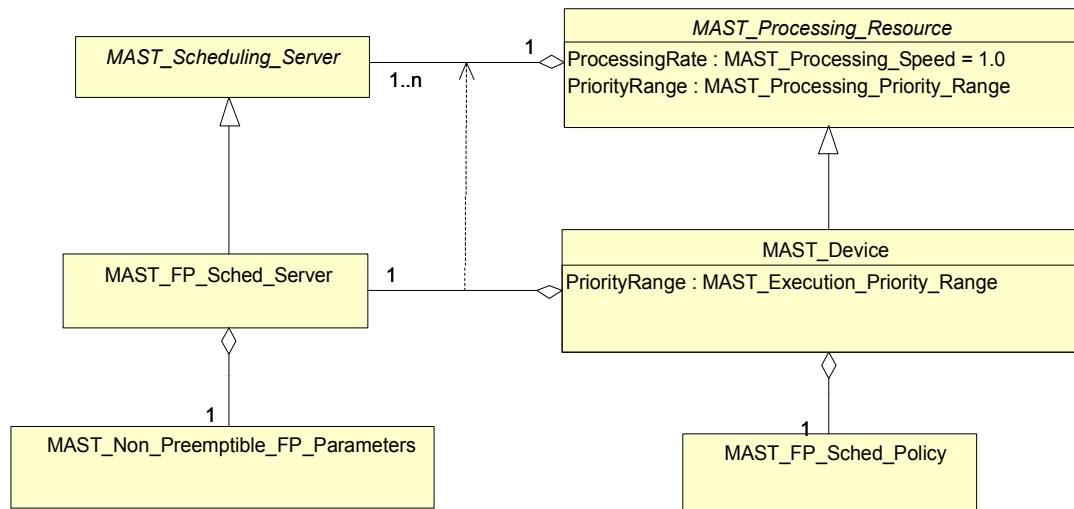 MAST_Processing_Resource
MAST_Scheduling_Server
1
ProcessingRate : MAST_Processing_Speed = 1.0
1..n
PriorityRange : MAST_Processing_Priority_Range
MAST_Device
MAST_FP_Sched_Server
1
PriorityRange : MAST_Execution_Priority_Range
1
1
MAST_Non_Preemptible_FP_Parameters
MAST_FP_Sched_Policy